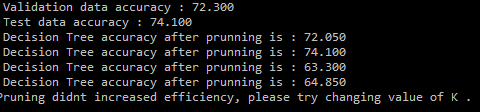 Validation data accuracy : 72.300
Test data accuracy : 74.100
Decision Tree accuracy after prunning is : 72.050
Decision Tree accuracy after prunning is : 74.100
Decision Tree accuracy after prunning is : 63.300
Decision Tree accuracy after prunning is : 64.850
Pruning didnt increased efficiency, please try changing value of K .